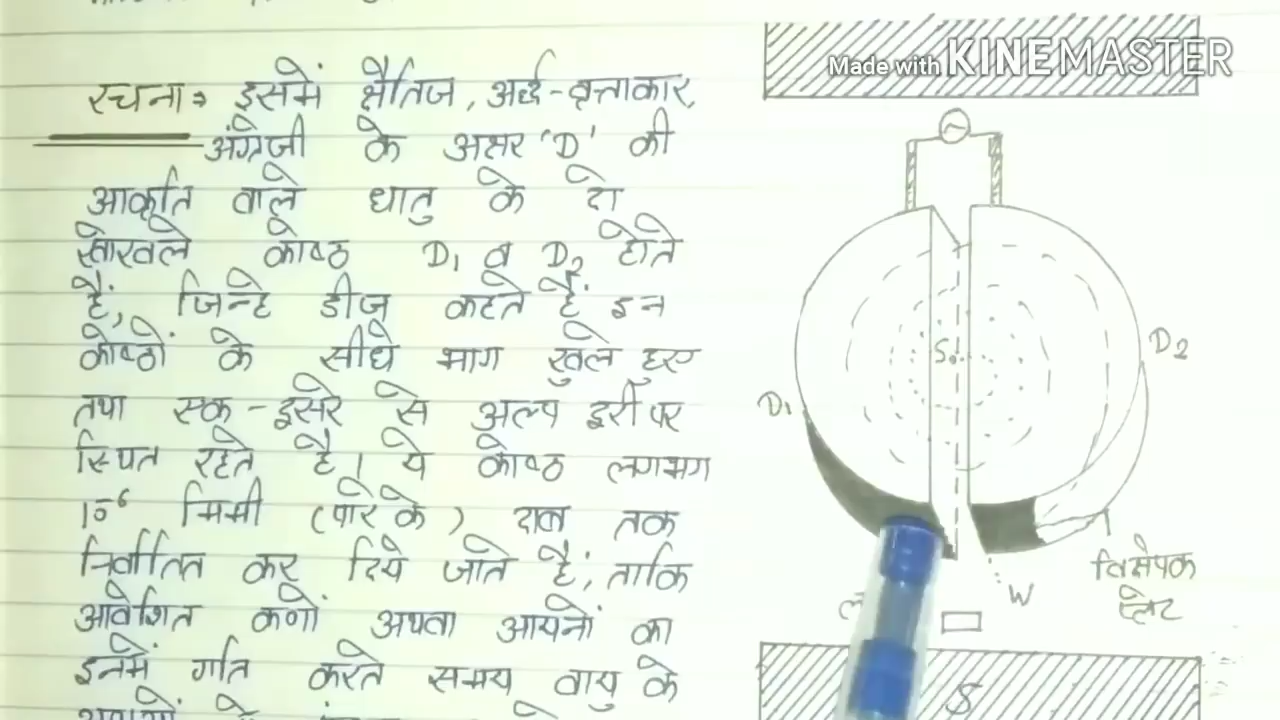 रचना⇒ इसमें क्षैतिज, अर्द्ध-वृत्ताकार,
अंग्रेजी के अक्षर 'D' की
आकृति वाले धातु के दो
खोखले कोष्ठ D₁ व D₂ होते
हैं, जिन्हे डीज कहते हैं इन
कोष्ठों के सीधे भाग खुले हुए
तथा एक-दूसरे से अल्प दूरी पर
स्थित रहते हैं। ये कोष्ठ लगभग
10⁻⁶ मिमी (पारे के) दाब तक
निर्वातित कर दिये जाते हैं, ताकि
आवेशित कणों अथवा आयनों का
इनमें गति करते समय वायु के
Made with KINEMASTER
~
S
D₂
D₁
W
विक्षेपक
प्लेट
S